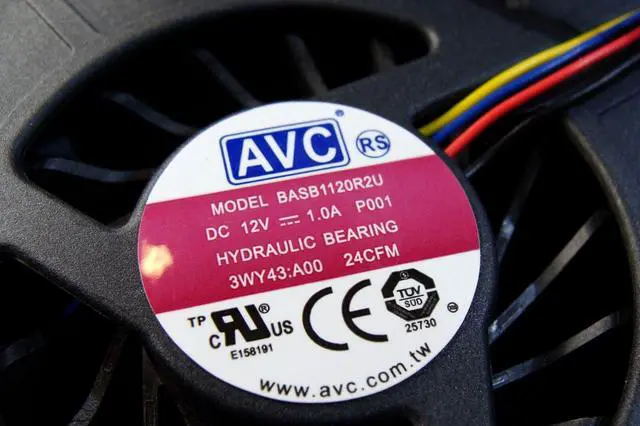 AVC
RS
MODEL BASB1120R2U
DC 12V 1.0A P001
HYDRAULIC BEARING
3WY43:A00 24CFM
TP
c RU ® US
E158191
CE
TÜV
SÜD
25730
www.avc.com.tw